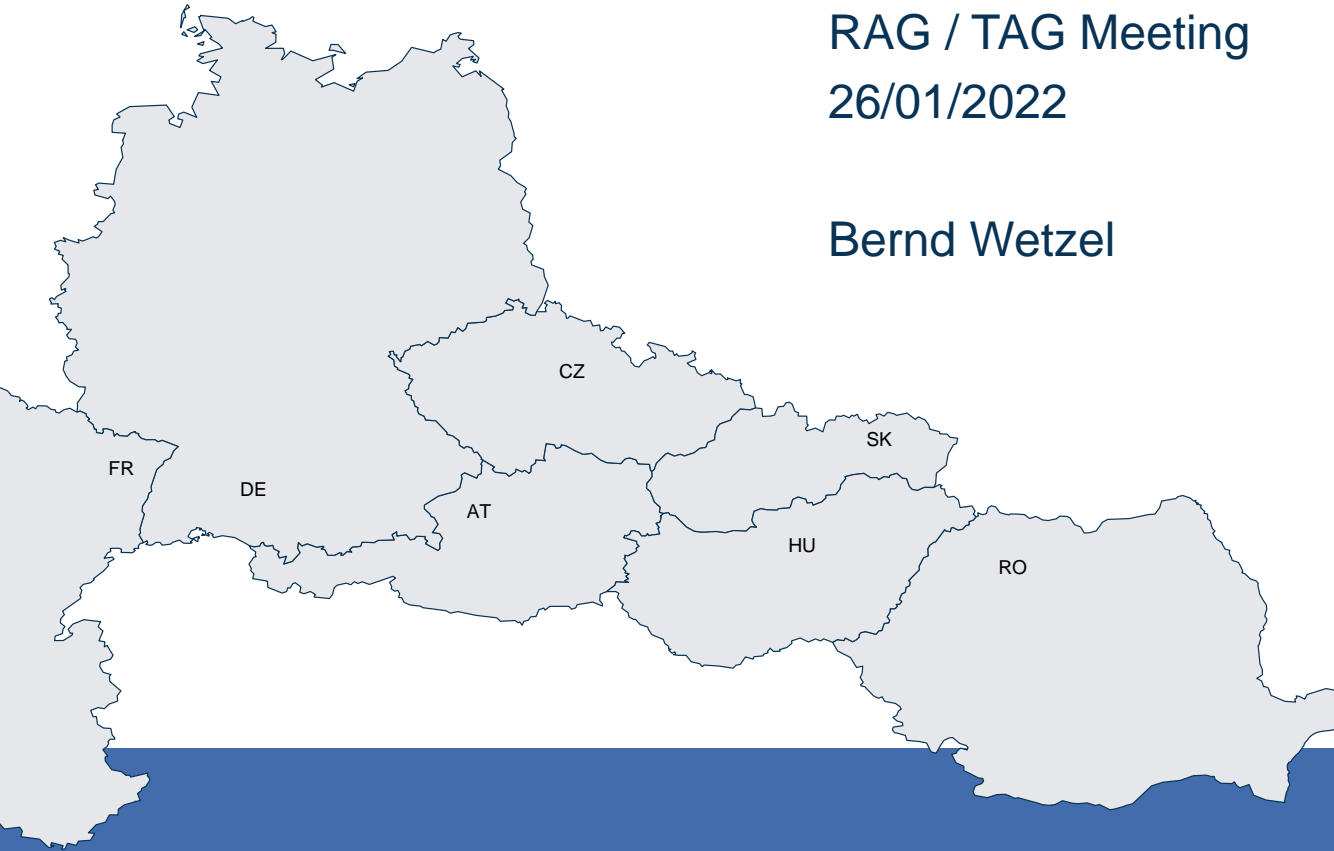 RAG / TAG Meeting
26/01/2022
Bernd Wetzel
CZ
SK
FR
DE
AT
HU
RO